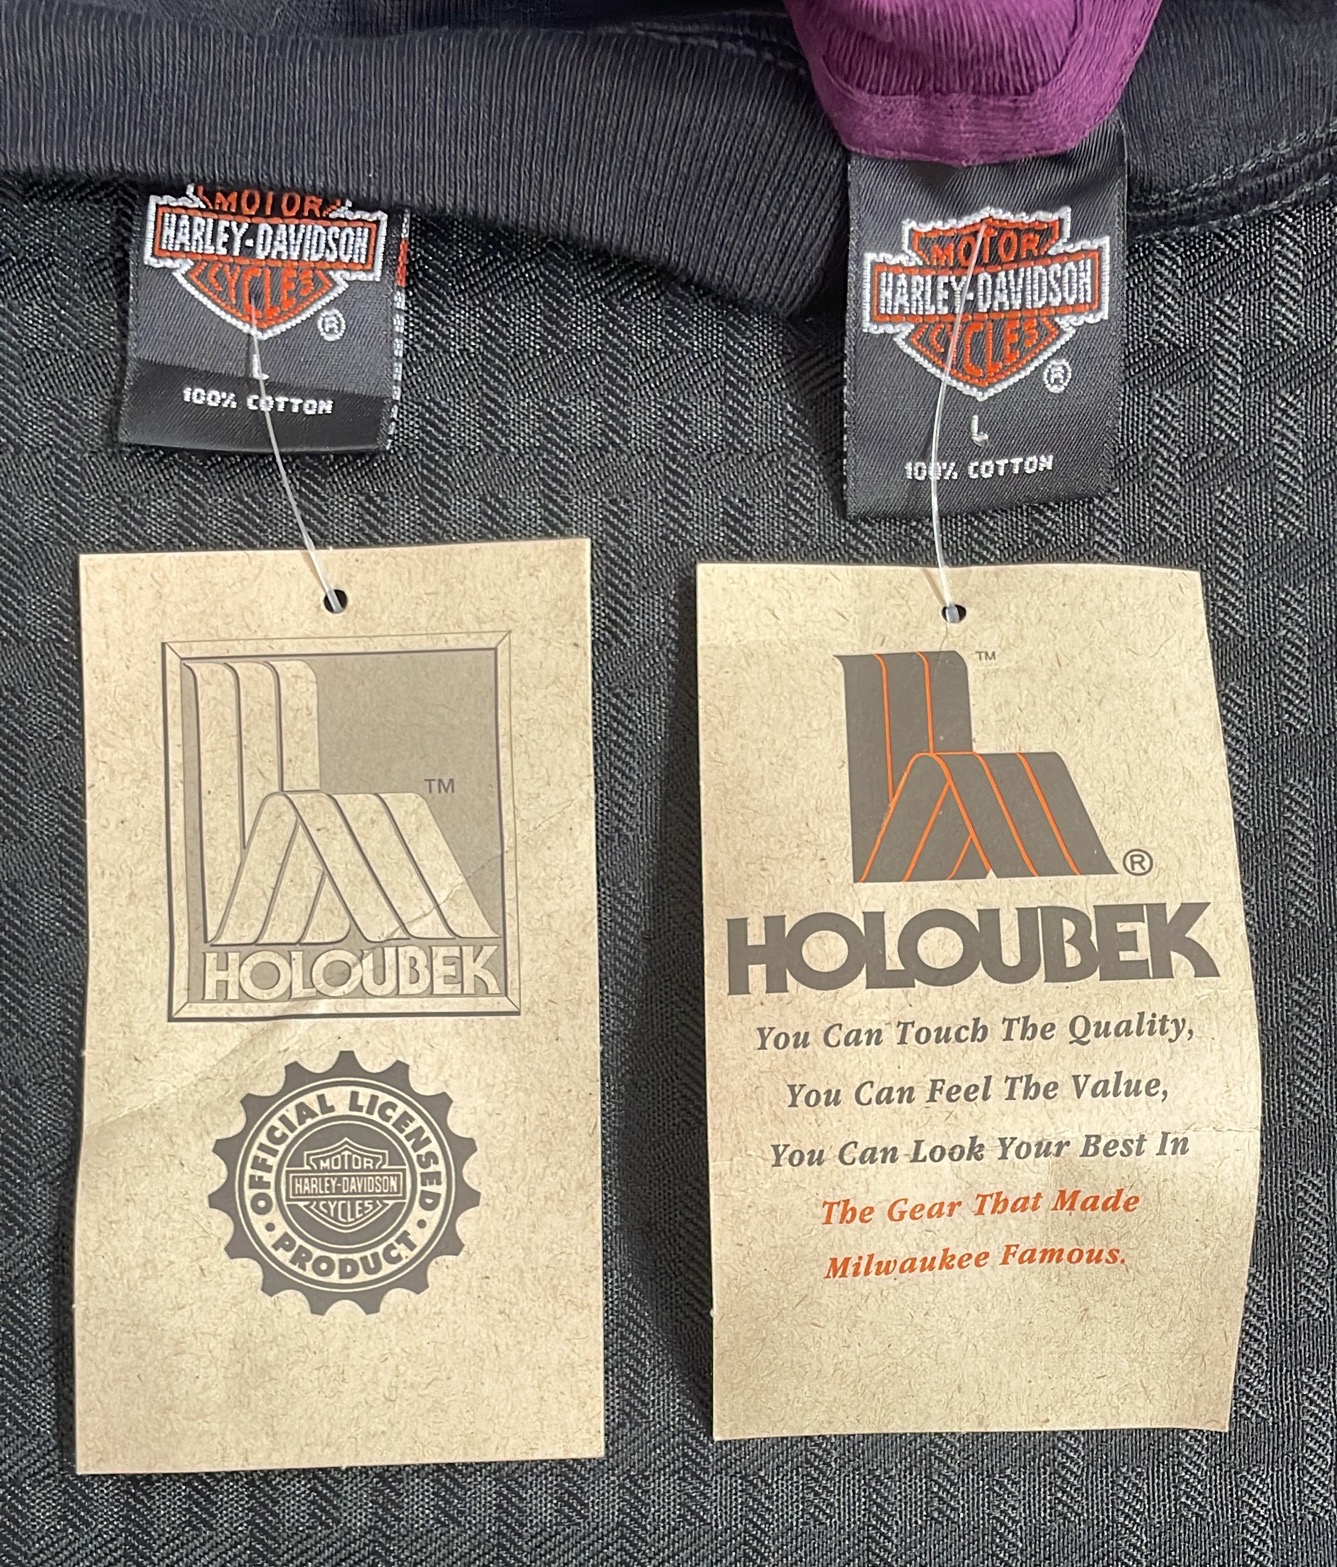 MOTOR
HARLEY-DAVIDSON
CYCLES
®
L
100% COTTON
MOTOR
HARLEY-DAVIDSON
CYCLES
®
L
100% COTTON
TM
HOLOUBEK
OFFICIAL LICENSED
MOTOR
HARLEY-DAVIDSON
CYCLES
• PRODUCT •
TM
®
HOLOUBEK
You Can Touch The Quality,
You Can Feel The Value,
You Can Look Your Best In
The Gear That Made
Milwaukee Famous.